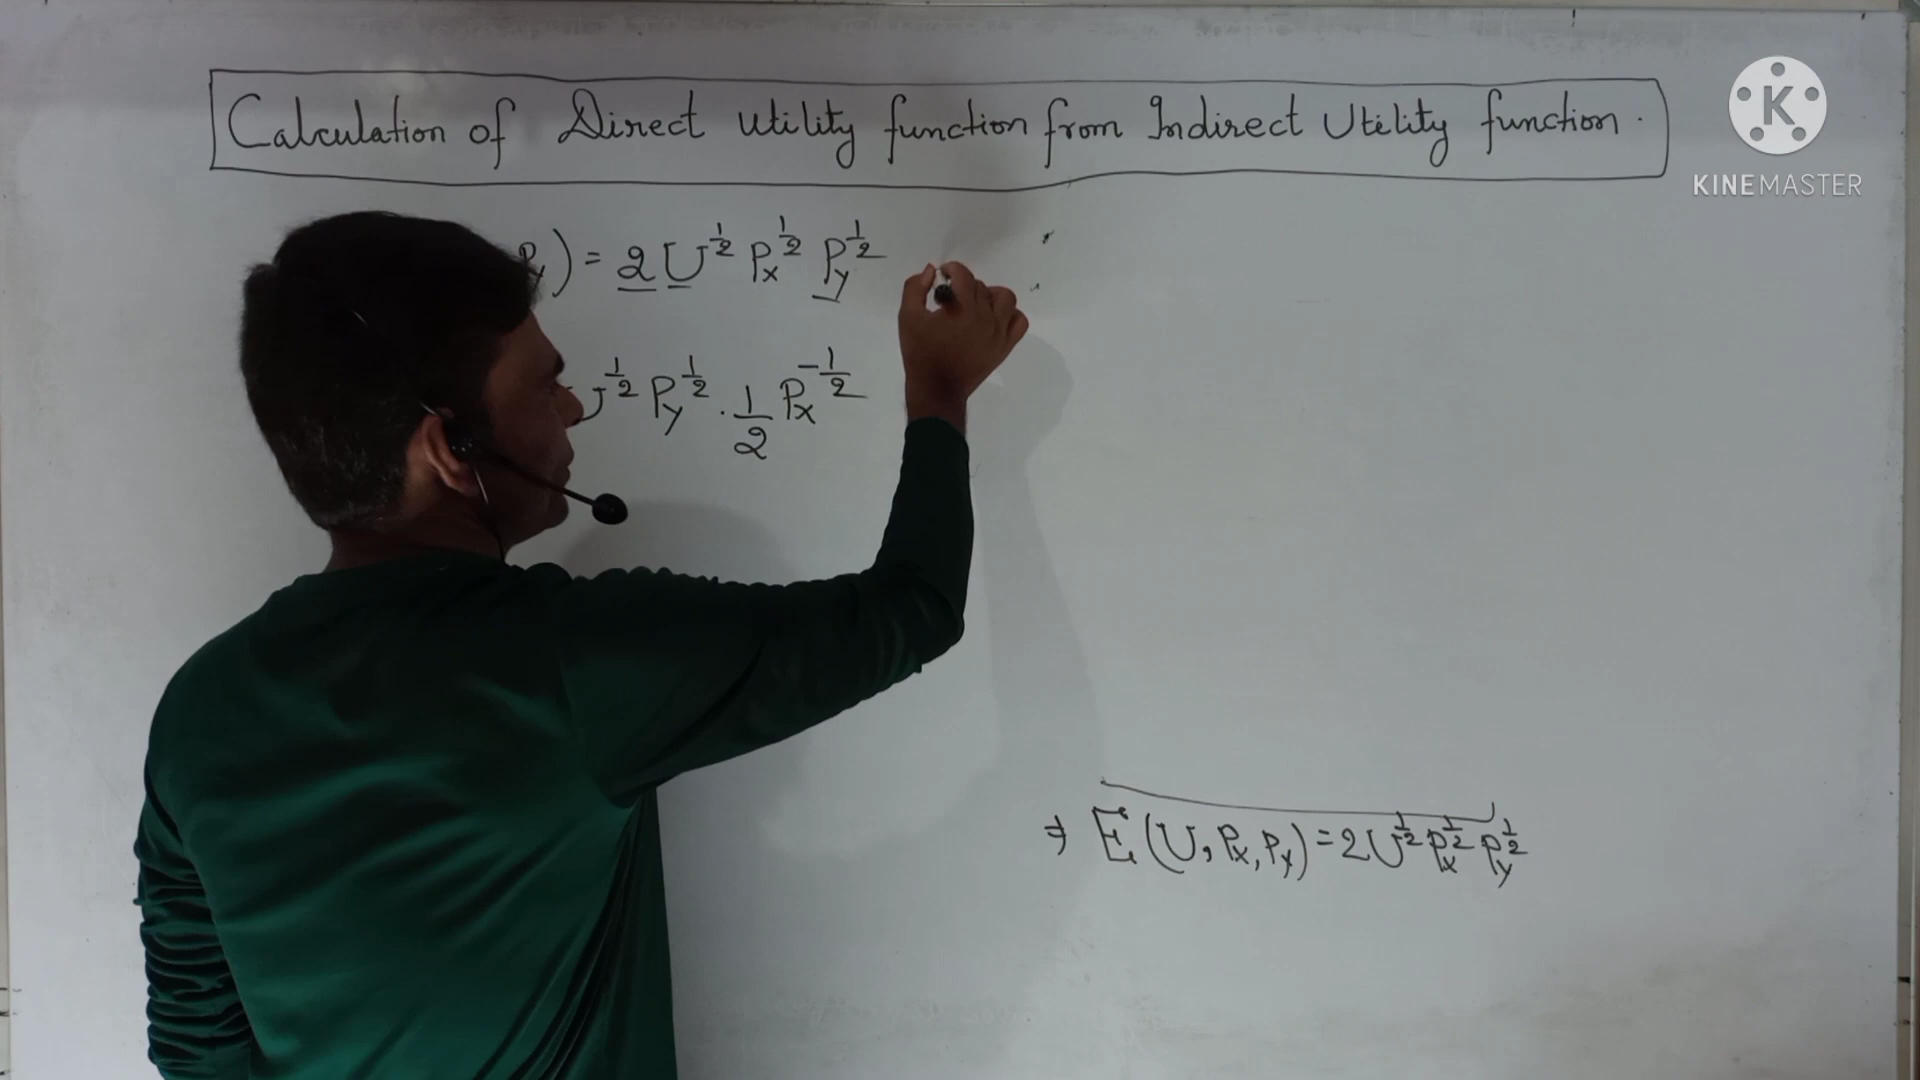 Calculation of Direct Utility function from Indirect Utility function.
KINEMASTER
Py) = 2 U^1/2 Px^1/2 Py^1/2
U^1/2 Py^1/2 . 1/2 Px^-1/2
⇒ E(U, Px, Py) = 2U^1/2 Px^1/2 Py^1/2